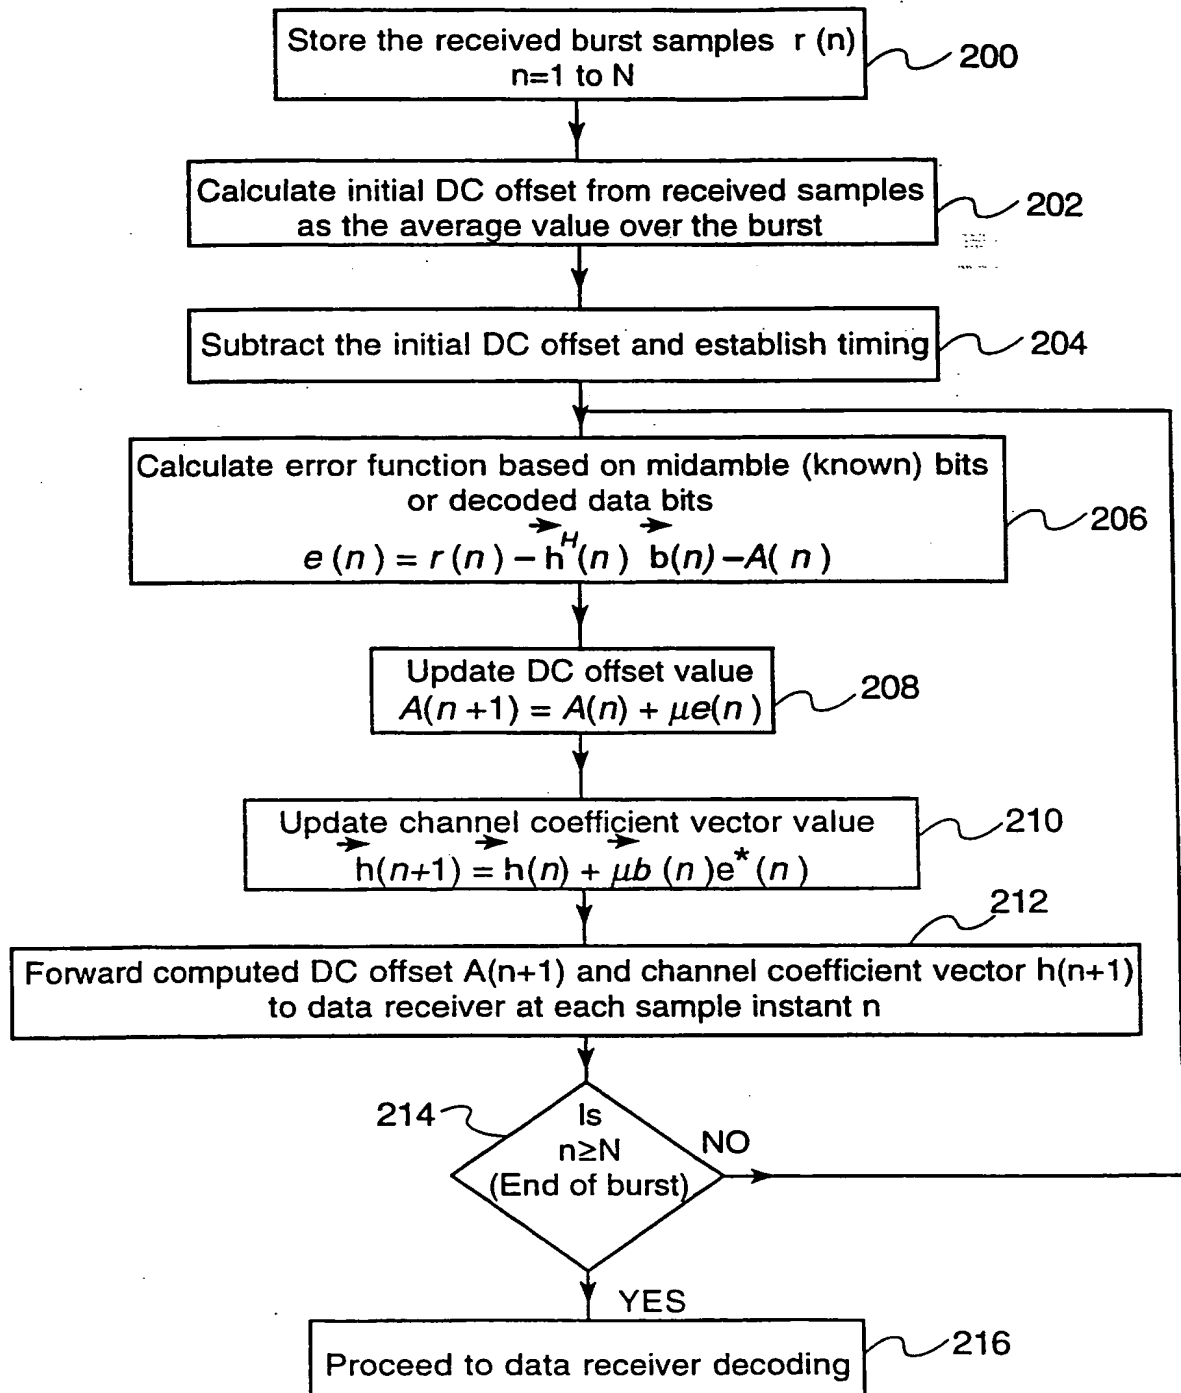 Store the received burst samples r (n)
n=1 to N
200
Calculate initial DC offset from received samples
as the average value over the burst
202
Subtract the initial DC offset and establish timing
204
Calculate error function based on midamble (known) bits
or decoded data bits
e (n) = r (n) – h⃗ᴴ(n) b⃗(n) – A( n )
206
Update DC offset value
A(n +1) = A(n) + μe(n )
208
Update channel coefficient vector value
h⃗(n+1) = h⃗(n) + μb⃗ (n )e* (n )
210
212
Forward computed DC offset A(n+1) and channel coefficient vector h(n+1)
to data receiver at each sample instant n
214
Is
n≥N
(End of burst)
NO
YES
Proceed to data receiver decoding
216